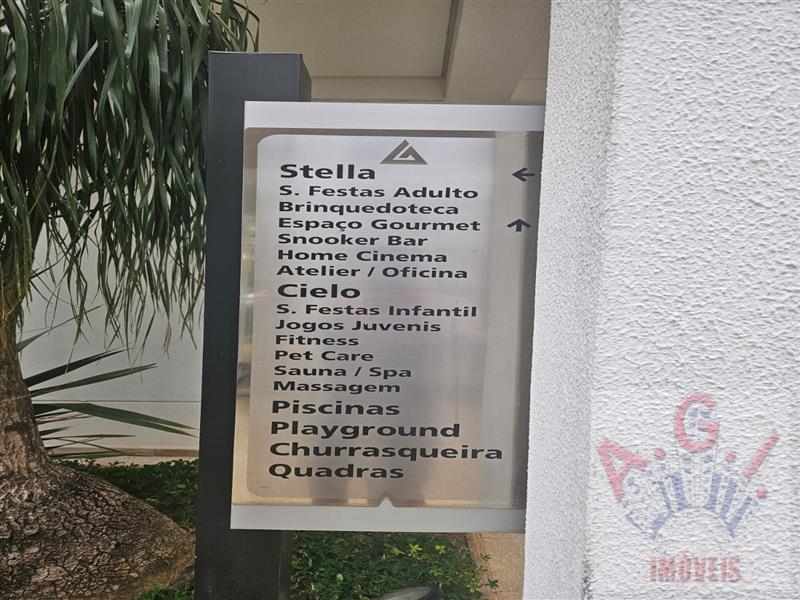 Stella ←
S. Festas Adulto
Brinquedoteca
Espaço Gourmet ↑
Snooker Bar
Home Cinema
Atelier / Oficina
Cielo
S. Festas Infantil
Jogos Juvenis
Fitness
Pet Care
Sauna / Spa
Massagem
Piscinas
Playground
Churrasqueira
Quadras
A.G.I.
IMÓVEIS